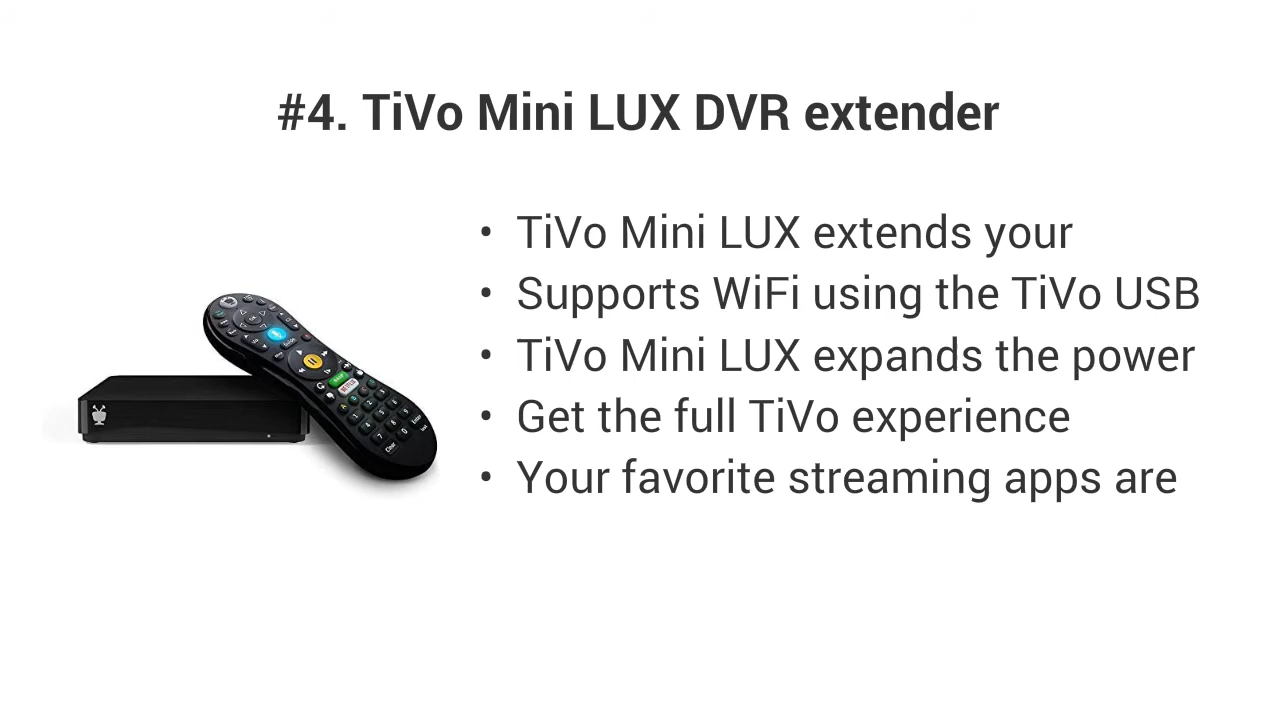 #4. TiVo Mini LUX DVR extender
• TiVo Mini LUX extends your
• Supports WiFi using the TiVo USB
• TiVo Mini LUX expands the power
• Get the full TiVo experience
• Your favorite streaming apps are